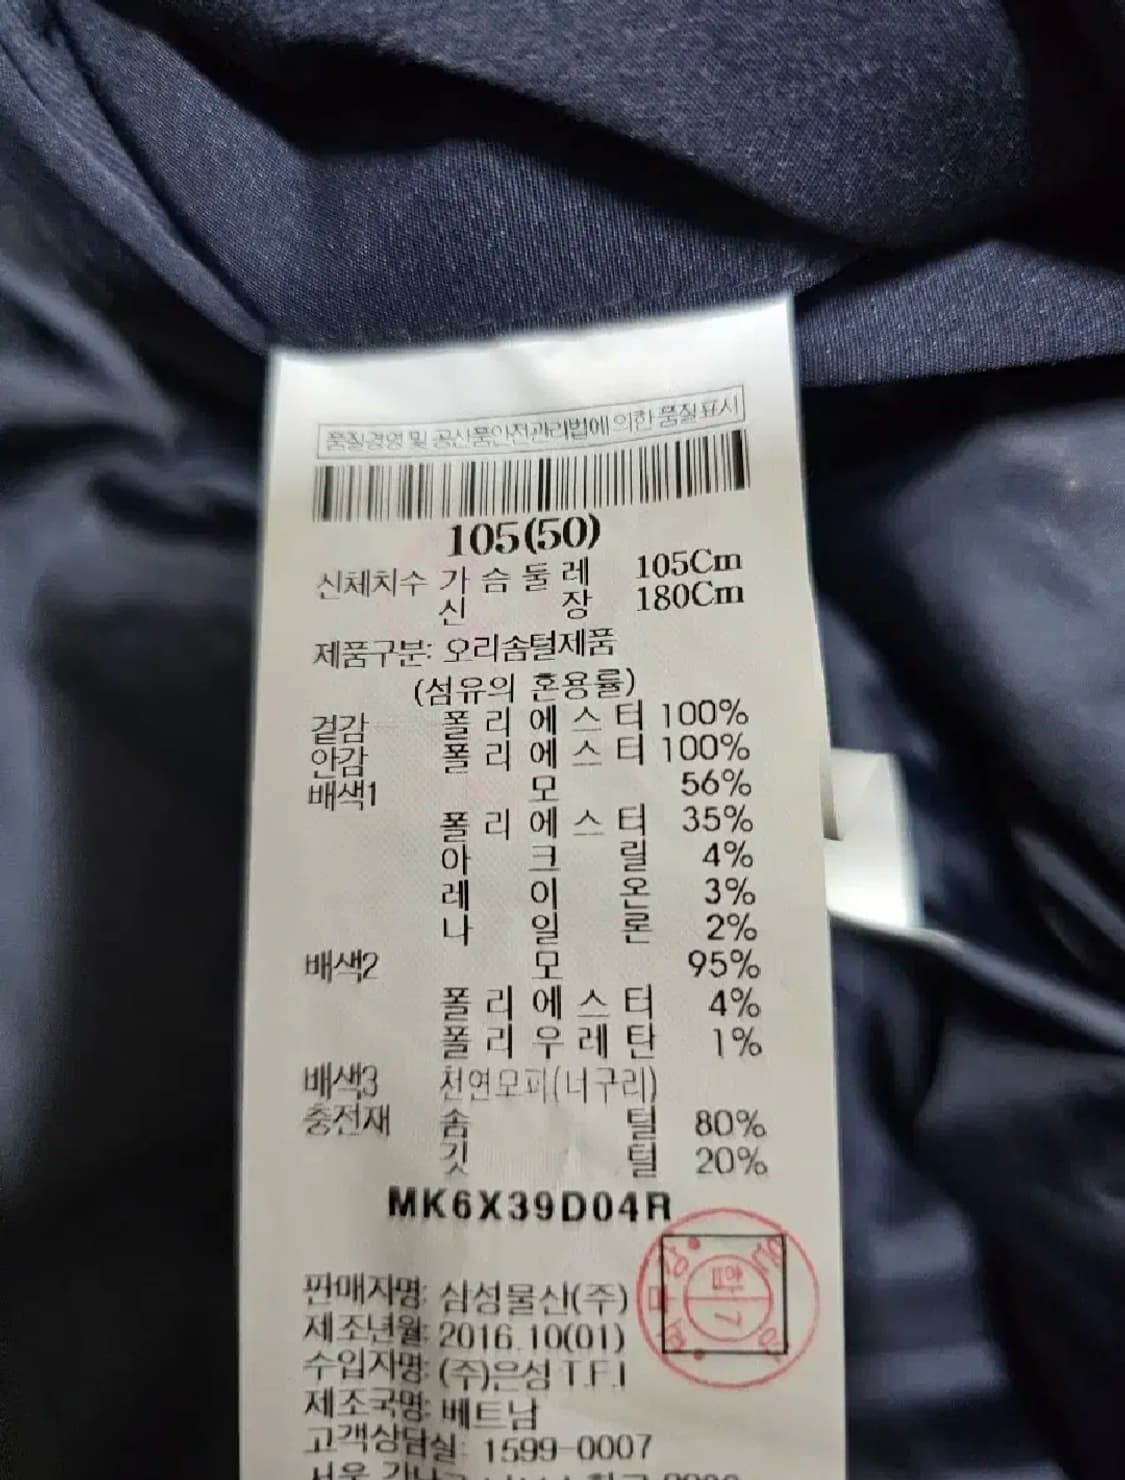 품질경영 및 공산품안전관리법에 의한 품질표시
105(50)
신체치수 가슴둘레 105Cm
신장 180Cm
제품구분: 오리솜털제품
(섬유의 혼용률)
겉감 폴리에스터 100%
안감 폴리에스터 100%
배색1 모 56%
폴리에스터 35%
아크릴 4%
레이온 3%
나일론 2%
배색2 모 95%
폴리에스터 4%
폴리우레탄 1%
배색3 천연모피(너구리)
충전재 솜털 80%
깃털 20%
MK6X39D04R
판매자명: 삼성물산(주)
제조년월: 2016.10(01)
수입자명: (주)은성 T.F.I
제조국명: 베트남
고객상담실: 1599-0007
서울